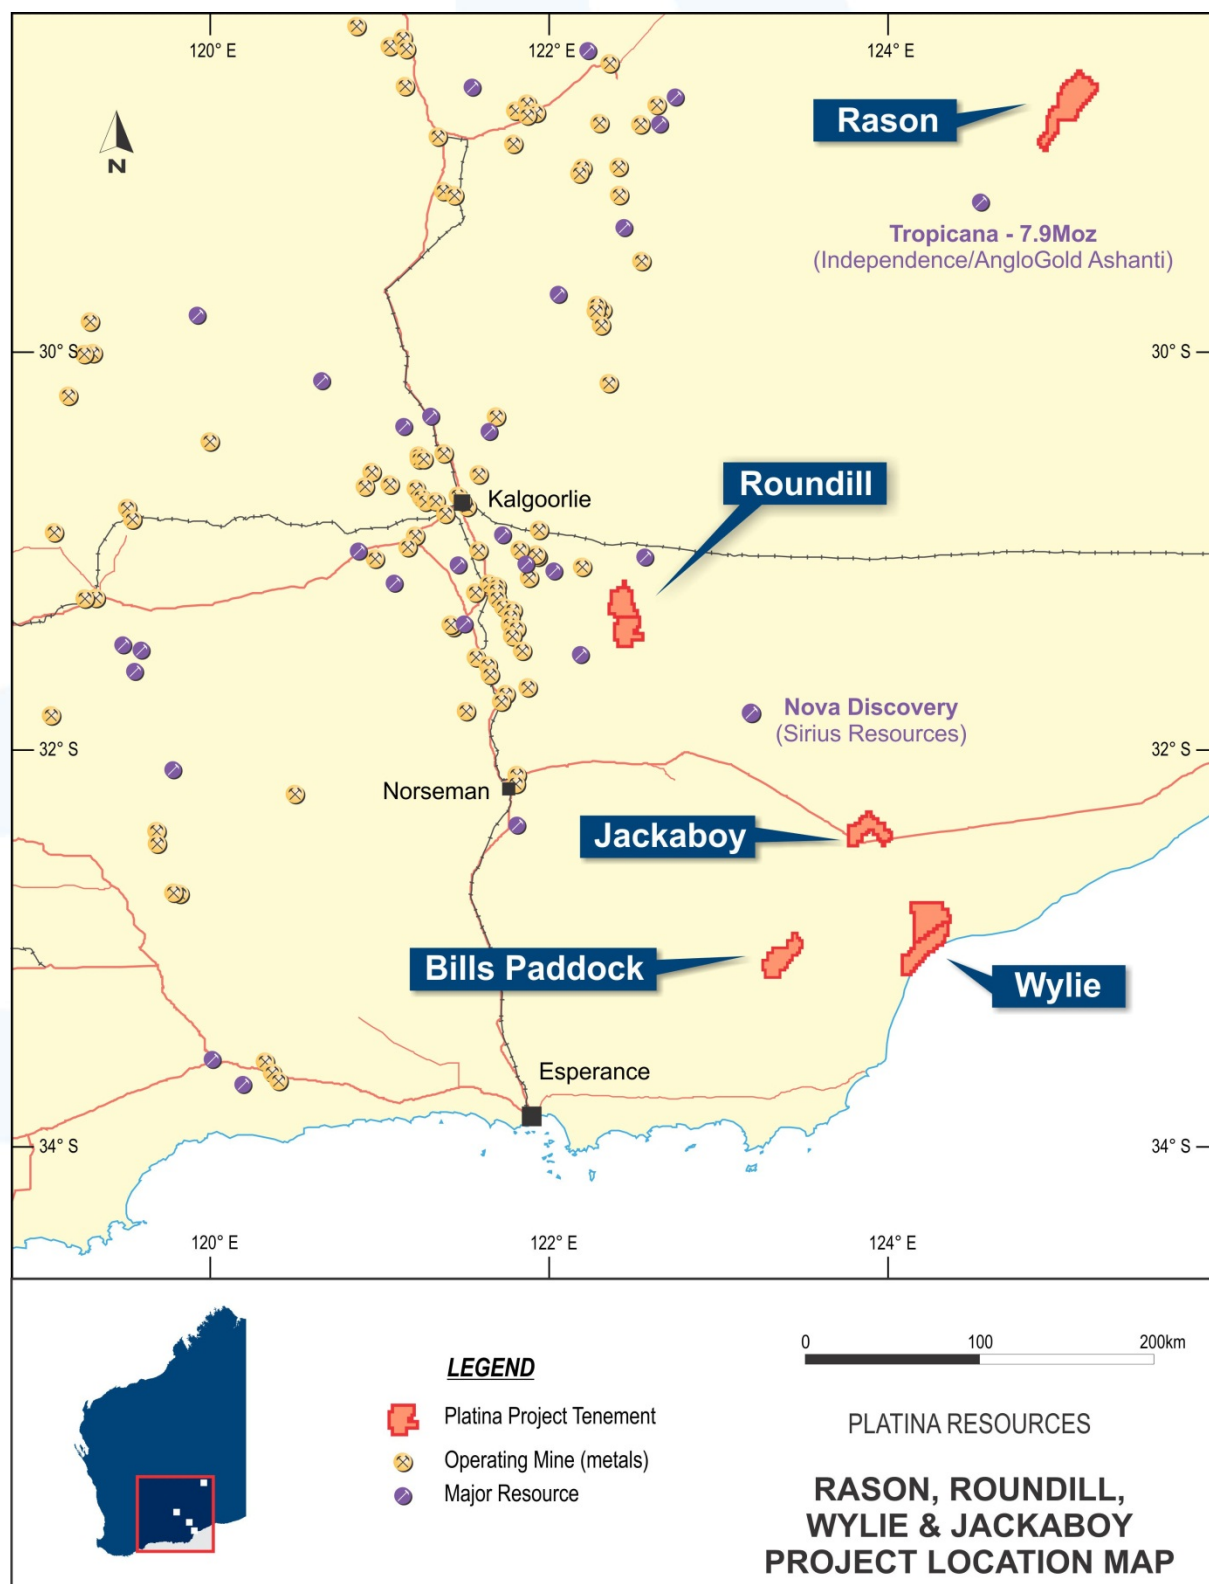 120° E
122° E
124° E
Rason
N
Tropicana - 7.9Moz
(Independence/AngloGold Ashanti)
30° S
30° S
Roundill
Kalgoorlie
Nova Discovery
(Sirius Resources)
32° S
32° S
Norseman
Jackaboy
Bills Paddock
Wylie
Esperance
34° S
34° S
120° E
122° E
124° E
LEGEND
Platina Project Tenement
Operating Mine (metals)
Major Resource
0
100
200km
PLATINA RESOURCES
RASON, ROUNDILL,
WYLIE & JACKABOY
PROJECT LOCATION MAP